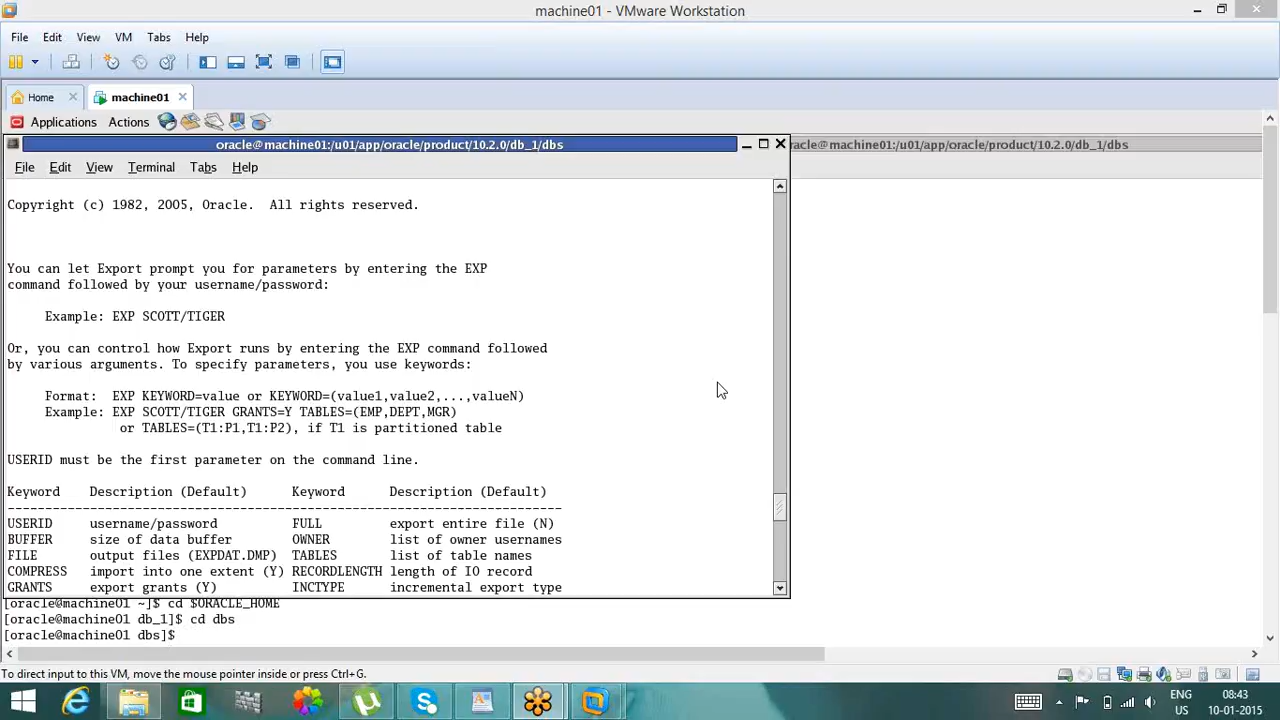 machine01 - VMware Workstation
File Edit View VM Tabs Help
Home machine01
Applications Actions
oracle@machine01:/u01/app/oracle/product/10.2.0/db_1/dbs
racle@machine01:/u01/app/oracle/product/10.2.0/db_1/dbs
File Edit View Terminal Tabs Help
Copyright (c) 1982, 2005, Oracle.  All rights reserved.
You can let Export prompt you for parameters by entering the EXP
command followed by your username/password:
Example: EXP SCOTT/TIGER
Or, you can control how Export runs by entering the EXP command followed
by various arguments. To specify parameters, you use keywords:
Format:  EXP KEYWORD=value or KEYWORD=(value1,value2,...,valueN)
Example: EXP SCOTT/TIGER GRANTS=Y TABLES=(EMP,DEPT,MGR)
or TABLES=(T1:P1,T1:P2), if T1 is partitioned table
USERID must be the first parameter on the command line.
Keyword    Description (Default)      Keyword      Description (Default)
--------------------------------------------------------------------------
USERID     username/password          FULL         export entire file (N)
BUFFER     size of data buffer        OWNER        list of owner usernames
FILE       output files (EXPDAT.DMP)  TABLES       list of table names
COMPRESS   import into one extent (Y) RECORDLENGTH length of IO record
GRANTS     export grants (Y)          INCTYPE      incremental export type
[oracle@machine01 ~]$ cd $ORACLE_HOME
[oracle@machine01 db_1]$ cd dbs
[oracle@machine01 dbs]$
To direct input to this VM, move the mouse pointer inside or press Ctrl+G.
ENG 08:43
US 10-01-2015